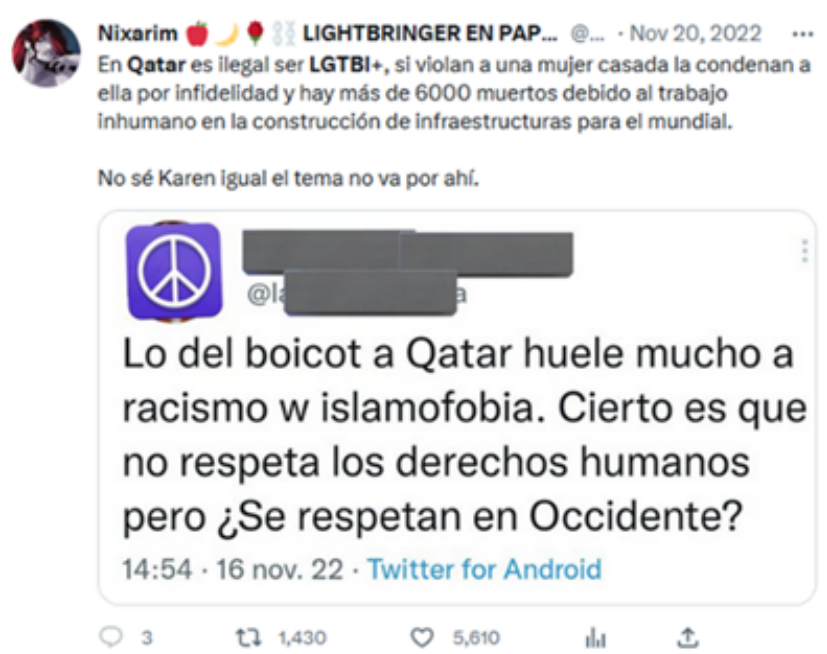 Nixarim 🍎🌙🌹⛓️ LIGHTBRINGER EN PAP... @... · Nov 20, 2022 ···
En Qatar es ilegal ser LGTBI+, si violan a una mujer casada la condenan a
ella por infidelidad y hay más de 6000 muertos debido al trabajo
inhumano en la construcción de infraestructuras para el mundial.
No sé Karen igual el tema no va por ahí.
Lo del boicot a Qatar huele mucho a
racismo w islamofobia. Cierto es que
no respeta los derechos humanos
pero ¿Se respetan en Occidente?
14:54 · 16 nov. 22 · Twitter for Android
3 1,430 5,610